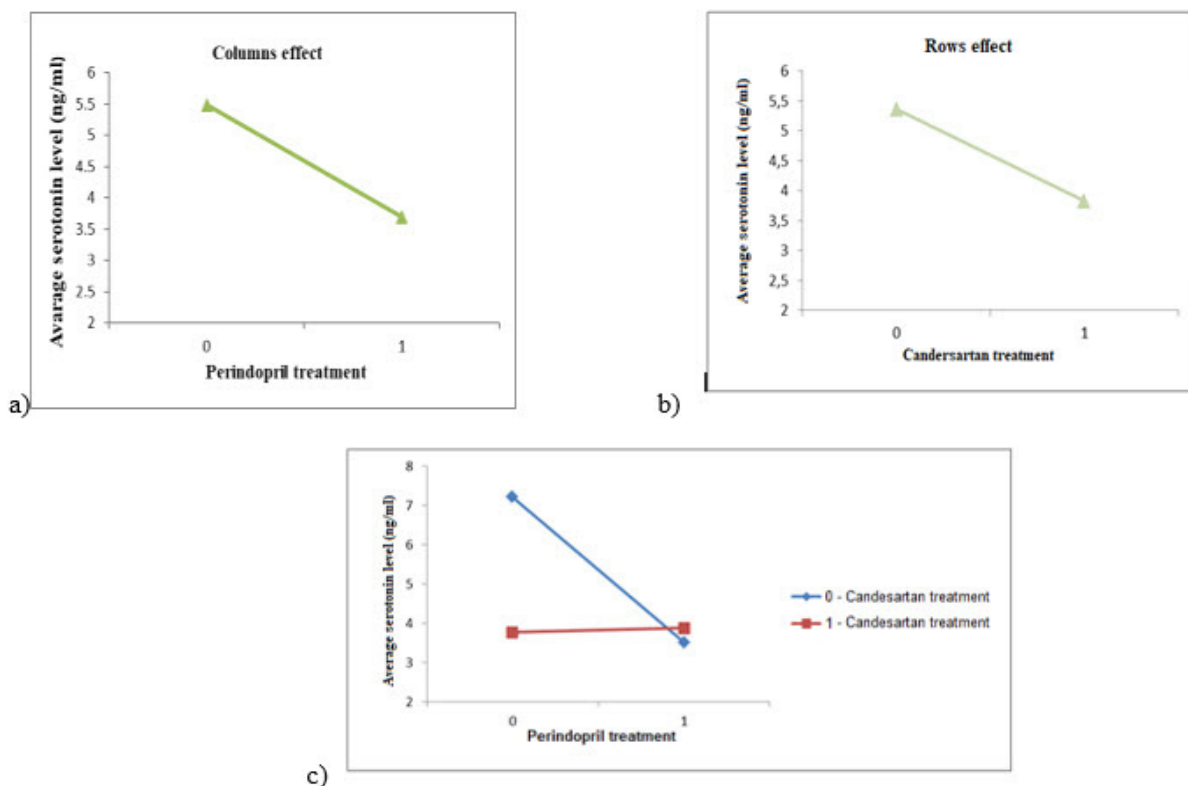 Columns effect
Avarage serotonin level (ng/ml)
6
5.5
5
4.5
4
3.5
3
2.5
2
0 1
Perindopril treatment
a)
Rows effect
Average serotonin level (ng/ml)
6
5,5
5
4,5
4
3,5
3
2,5
2
0 1
Candersartan treatment
b)
Average serotonin level (ng/ml)
8
7
6
5
4
3
2
0 1
Perindopril treatment
0 - Candesartan treatment
1 - Candesartan treatment
c)